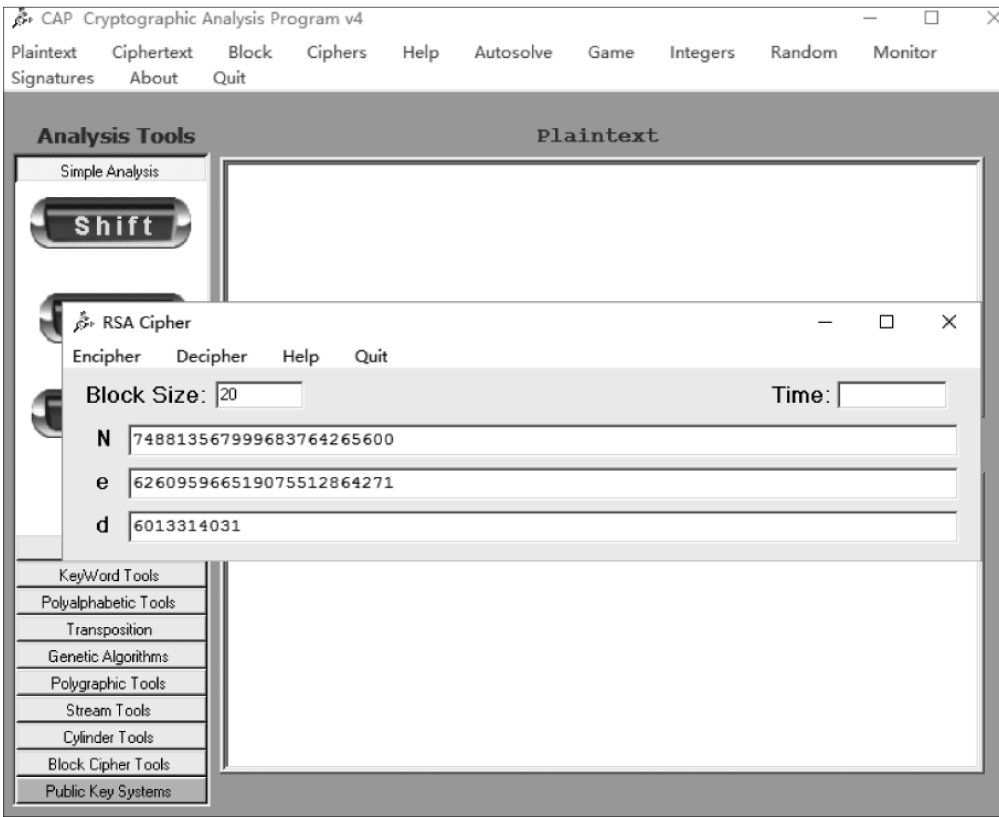 CAP Cryptographic Analysis Program v4
Plaintext Ciphertext Block Ciphers Help Autosolve Game Integers Random Monitor
Signatures About Quit
Analysis Tools
Plaintext
Simple Analysis
Shift
RSA Cipher
Encipher Decipher Help Quit
Block Size: 20 Time:
N 748813567999683764265600
e 626095966519075512864271
d 6013314031
KeyWord Tools
Polyalphabetic Tools
Transposition
Genetic Algorithms
Polygraphic Tools
Stream Tools
Cylinder Tools
Block Cipher Tools
Public Key Systems